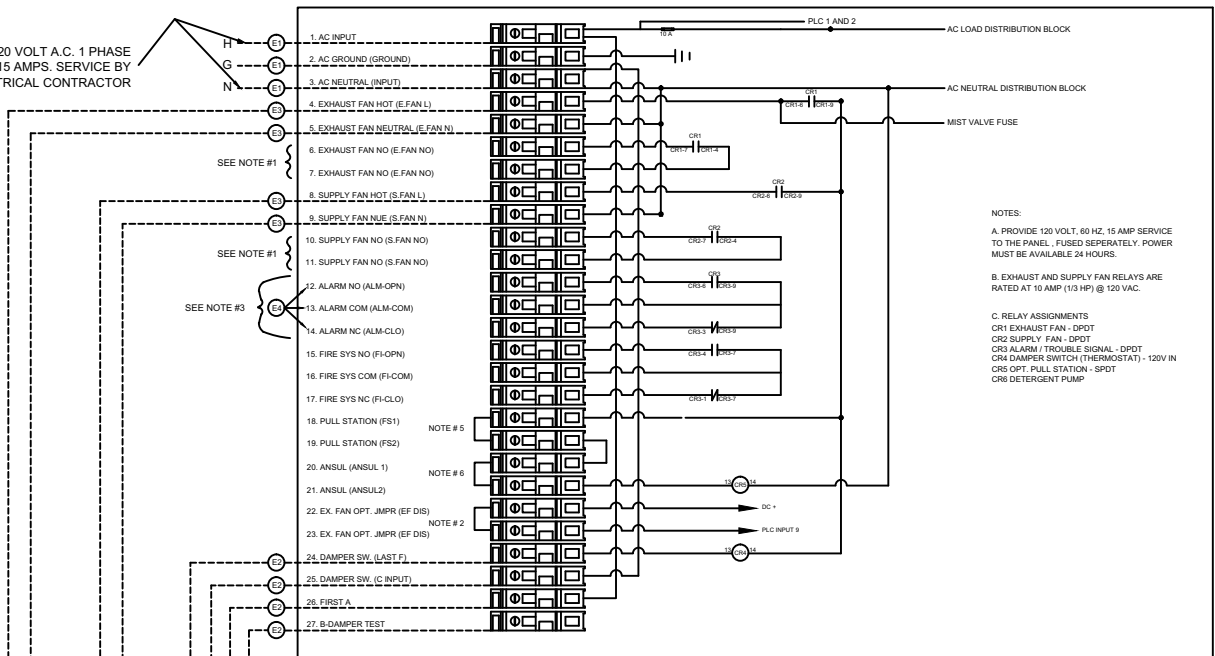 20 VOLT A.C. 1 PHASE
15 AMPS. SERVICE BY
TRICAL CONTRACTOR
H
G
N
E1
E1
E1
E3
E3
E3
E3
E4
E2
E2
E2
E2
SEE NOTE #1
SEE NOTE #1
SEE NOTE #3
1. AC INPUT
2. AC GROUND (GROUND)
3. AC NEUTRAL (INPUT)
4. EXHAUST FAN HOT (E.FAN L)
5. EXHAUST FAN NEUTRAL (E.FAN N)
6. EXHAUST FAN NO (E.FAN NO)
7. EXHAUST FAN NO (E.FAN NO)
8. SUPPLY FAN HOT (S.FAN L)
9. SUPPLY FAN NUE (S.FAN N)
10. SUPPLY FAN NO (S.FAN NO)
11. SUPPLY FAN NO (S.FAN NO)
12. ALARM NO (ALM-OPN)
13. ALARM COM (ALM-COM)
14. ALARM NC (ALM-CLO)
15. FIRE SYS NO (FI-OPN)
16. FIRE SYS COM (FI-COM)
17. FIRE SYS NC (FI-CLO)
18. PULL STATION (FS1)
19. PULL STATION (FS2)
20. ANSUL (ANSUL 1)
21. ANSUL (ANSUL2)
22. EX. FAN OPT. JMPR (EF DIS)
23. EX. FAN OPT. JMPR (EF DIS)
24. DAMPER SW. (LAST F)
25. DAMPER SW. (C INPUT)
26. FIRST A
27. B-DAMPER TEST
NOTE # 5
NOTE # 6
NOTE # 2
10 A
PLC 1 AND 2
AC LOAD DISTRIBUTION BLOCK
AC NEUTRAL DISTRIBUTION BLOCK
MIST VALVE FUSE
CR1
CR1-6 CR1-9
CR1
CR1-7 CR1-4
CR2
CR2-6 CR2-9
CR2
CR2-7 CR2-4
CR3
CR3-6 CR3-9
CR3-3 CR3-9
CR3-4 CR3-7
CR3-1 CR3-7
13 CR5 14
DC +
PLC INPUT 9
13 CR4 14
NOTES:
A. PROVIDE 120 VOLT, 60 HZ, 15 AMP SERVICE
TO THE PANEL , FUSED SEPERATELY. POWER
MUST BE AVAILABLE 24 HOURS.
B. EXHAUST AND SUPPLY FAN RELAYS ARE
RATED AT 10 AMP (1/3 HP) @ 120 VAC.
C. RELAY ASSIGNMENTS
CR1 EXHAUST FAN - DPDT
CR2 SUPPLY FAN - DPDT
CR3 ALARM / TROUBLE SIGNAL - DPDT
CR4 DAMPER SWITCH (THERMOSTAT) - 120V IN
CR5 OPT. PULL STATION - SPDT
CR6 DETERGENT PUMP